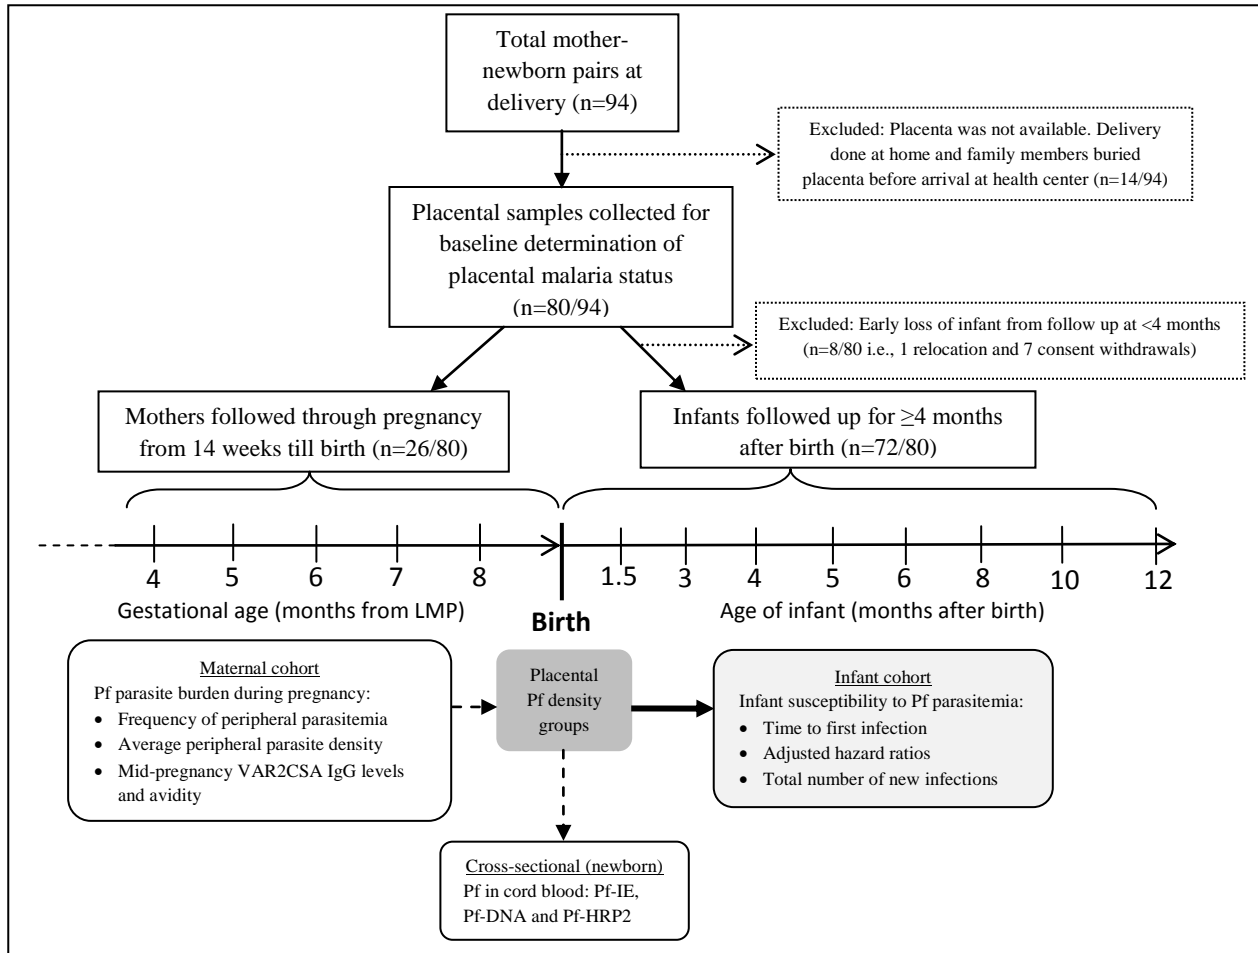 Total mother-
newborn pairs at
delivery (n=94)
Excluded: Placenta was not available. Delivery
done at home and family members buried
placenta before arrival at health center (n=14/94)
Placental samples collected for
baseline determination of
placental malaria status
(n=80/94)
Excluded: Early loss of infant from follow up at <4 months
(n=8/80 i.e., 1 relocation and 7 consent withdrawals)
Mothers followed through pregnancy
from 14 weeks till birth (n=26/80)
Infants followed up for ≥4 months
after birth (n=72/80)
4 5 6 7 8 1.5 3 4 5 6 8 10 12
Gestational age (months from LMP)
Birth
Age of infant (months after birth)
Maternal cohort
Pf parasite burden during pregnancy:
• Frequency of peripheral parasitemia
• Average peripheral parasite density
• Mid-pregnancy VAR2CSA IgG levels
and avidity
Placental
Pf density
groups
Infant cohort
Infant susceptibility to Pf parasitemia:
• Time to first infection
• Adjusted hazard ratios
• Total number of new infections
Cross-sectional (newborn)
Pf in cord blood: Pf-IE,
Pf-DNA and Pf-HRP2